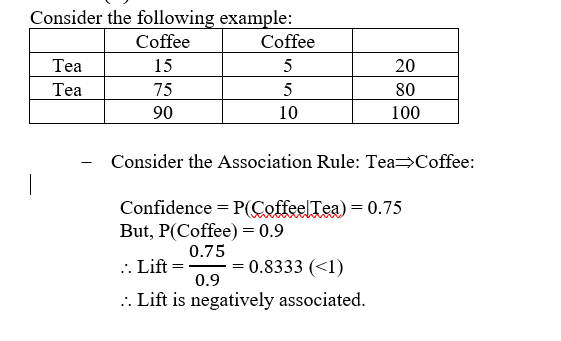 Consider the following example:
Coffee Coffee
Tea 15 5 20
Tea 75 5 80
90 10 100
– Consider the Association Rule: Tea⇒Coffee:
Confidence = P(Coffee|Tea) = 0.75
But, P(Coffee) = 0.9
∴ Lift = 0.75/0.9 = 0.8333 (<1)
∴ Lift is negatively associated.